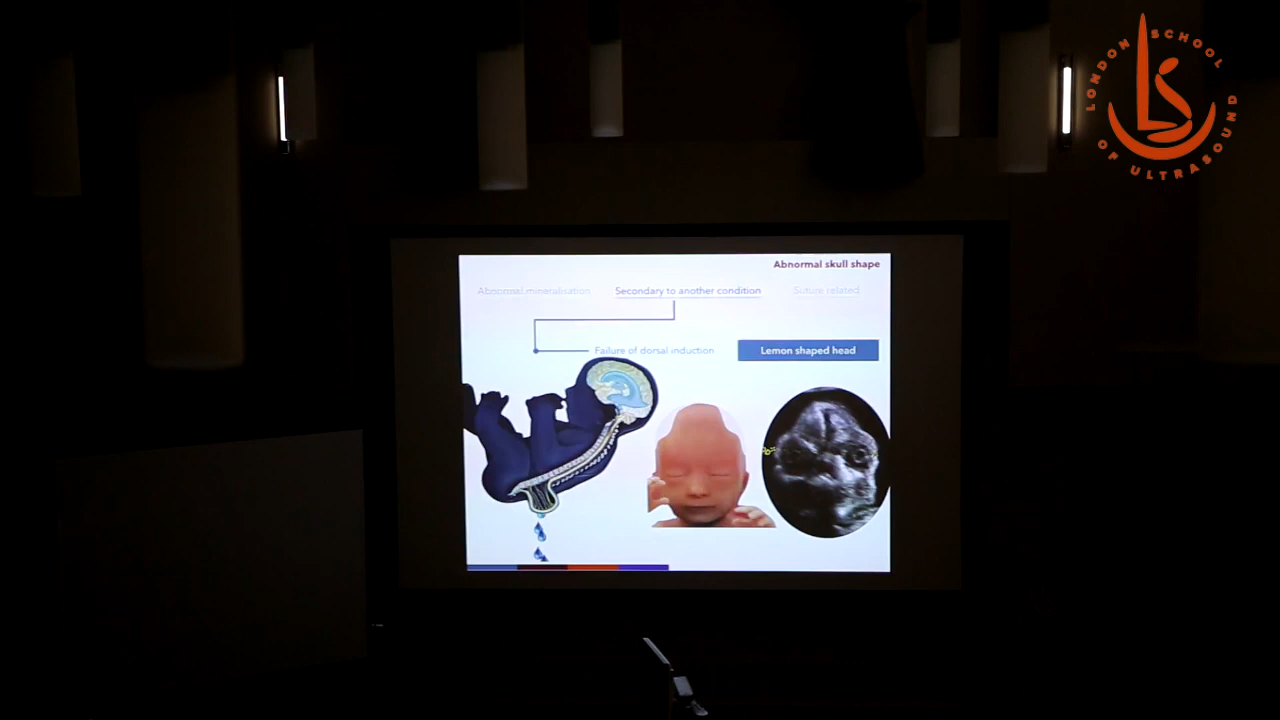 LONDON SCHOOL
OF ULTRASOUND
LS
Abnormal skull shape
Abnormal mineralisation
Secondary to another condition
Suture related
Failure of dorsal induction
Lemon shaped head